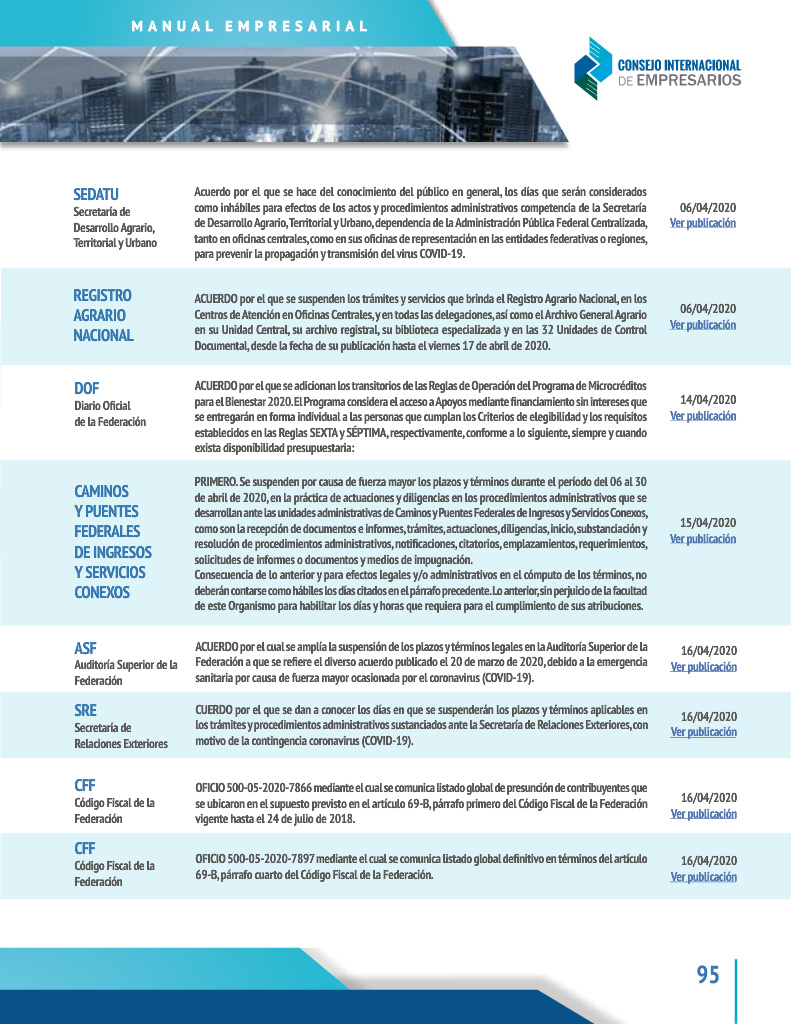 MANUAL EMPRESARIAL
CONSEJO INTERNACIONAL
DE EMPRESARIOS
SEDATU
Secretaría de
Desarrollo Agrario,
Territorial y Urbano
Acuerdo por el que se hace del conocimiento del público en general, los días que serán considerados
como inhábiles para efectos de los actos y procedimientos administrativos competencia de la Secretaría
de Desarrollo Agrario, Territorial y Urbano, dependencia de la Administración Pública Federal Centralizada,
tanto en oficinas centrales, como en sus oficinas de representación en las entidades federativas o regiones,
para prevenir la propagación y transmisión del virus COVID-19.
06/04/2020
Ver publicación
REGISTRO
AGRARIO
NACIONAL
ACUERDO por el que se suspenden los trámites y servicios que brinda el Registro Agrario Nacional, en los
Centros de Atención en Oficinas Centrales, y en todas las delegaciones, así como el Archivo General Agrario
en su Unidad Central, su archivo registral, su biblioteca especializada y en las 32 Unidades de Control
Documental, desde la fecha de su publicación hasta el viernes 17 de abril de 2020.
06/04/2020
Ver publicación
DOF
Diario Oficial
de la Federación
ACUERDO por el que se adicionan los transitorios de las Reglas de Operación del Programa de Microcréditos
para el Bienestar 2020. El Programa considera el acceso a Apoyos mediante financiamiento sin intereses que
se entregarán en forma individual a las personas que cumplan los Criterios de elegibilidad y los requisitos
establecidos en las Reglas SEXTA y SÉPTIMA, respectivamente, conforme a lo siguiente, siempre y cuando
exista disponibilidad presupuestaria:
14/04/2020
Ver publicación
CAMINOS
Y PUENTES
FEDERALES
DE INGRESOS
Y SERVICIOS
CONEXOS
PRIMERO. Se suspenden por causa de fuerza mayor los plazos y términos durante el período del 06 al 30
de abril de 2020, en la práctica de actuaciones y diligencias en los procedimientos administrativos que se
desarrollan ante las unidades administrativas de Caminos y Puentes Federales de Ingresos y Servicios Conexos,
como son la recepción de documentos e informes, trámites, actuaciones, diligencias, inicio, substanciación y
resolución de procedimientos administrativos, notificaciones, citatorios, emplazamientos, requerimientos,
solicitudes de informes o documentos y medios de impugnación.
Consecuencia de lo anterior y para efectos legales y/o administrativos en el cómputo de los términos, no
deberán contarse como hábiles los días citados en el párrafo precedente. Lo anterior, sin perjuicio de la facultad
de este Organismo para habilitar los días y horas que requiera para el cumplimiento de sus atribuciones.
15/04/2020
Ver publicación
ASF
Auditoría Superior de la
Federación
ACUERDO por el cual se amplía la suspensión de los plazos y términos legales en la Auditoría Superior de la
Federación a que se refiere el diverso acuerdo publicado el 20 de marzo de 2020, debido a la emergencia
sanitaria por causa de fuerza mayor ocasionada por el coronavirus (COVID-19).
16/04/2020
Ver publicación
SRE
Secretaría de
Relaciones Exteriores
CUERDO por el que se dan a conocer los días en que se suspenderán los plazos y términos aplicables en
los trámites y procedimientos administrativos sustanciados ante la Secretaría de Relaciones Exteriores, con
motivo de la contingencia coronavirus (COVID-19).
16/04/2020
Ver publicación
CFF
Código Fiscal de la
Federación
OFICIO 500-05-2020-7866 mediante el cual se comunica listado global de presunción de contribuyentes que
se ubicaron en el supuesto previsto en el artículo 69-B, párrafo primero del Código Fiscal de la Federación
vigente hasta el 24 de julio de 2018.
16/04/2020
Ver publicación
CFF
Código Fiscal de la
Federación
OFICIO 500-05-2020-7897 mediante el cual se comunica listado global definitivo en términos del artículo
69-B, párrafo cuarto del Código Fiscal de la Federación.
16/04/2020
Ver publicación
95